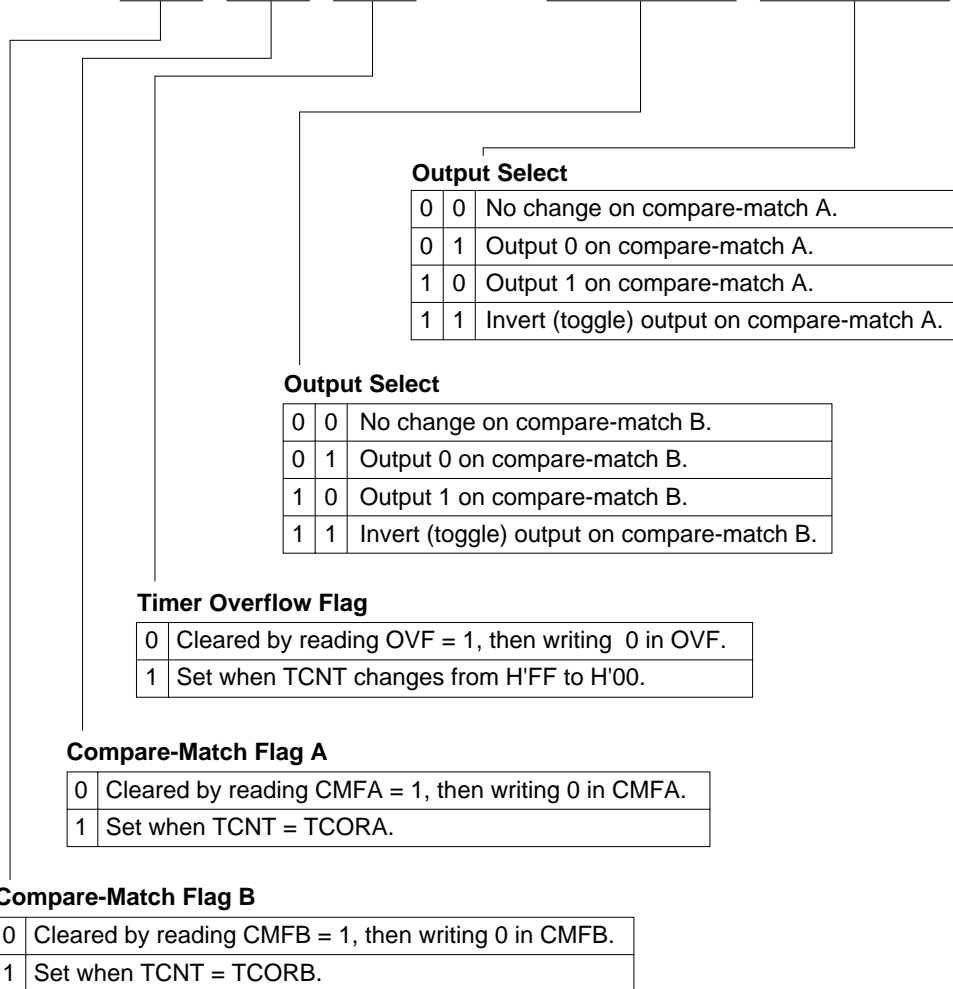 Output Select
0 0 No change on compare-match A.
0 1 Output 0 on compare-match A.
1 0 Output 1 on compare-match A.
1 1 Invert (toggle) output on compare-match A.
Output Select
0 0 No change on compare-match B.
0 1 Output 0 on compare-match B.
1 0 Output 1 on compare-match B.
1 1 Invert (toggle) output on compare-match B.
Timer Overflow Flag
0 Cleared by reading OVF = 1, then writing 0 in OVF.
1 Set when TCNT changes from H'FF to H'00.
Compare-Match Flag A
0 Cleared by reading CMFA = 1, then writing 0 in CMFA.
1 Set when TCNT = TCORA.
Compare-Match Flag B
0 Cleared by reading CMFB = 1, then writing 0 in CMFB.
1 Set when TCNT = TCORB.